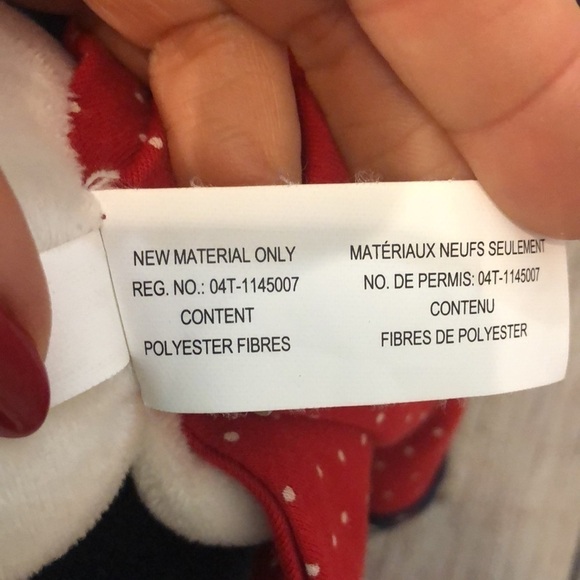 NEW MATERIAL ONLY
REG. NO.: 04T-1145007
CONTENT
POLYESTER FIBRES
MATÉRIAUX NEUFS SEULEMENT
NO. DE PERMIS: 04T-1145007
CONTENU
FIBRES DE POLYESTER